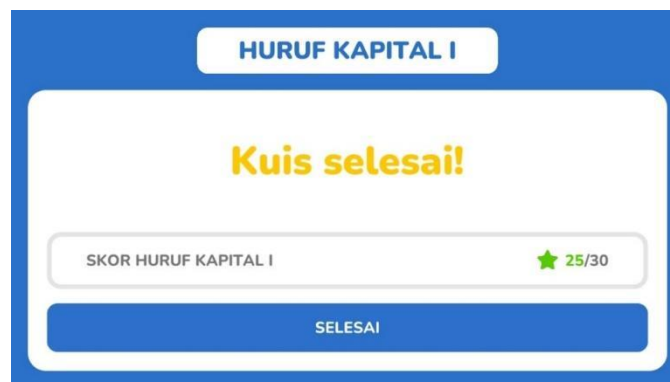 HURUF KAPITAL I
Kuis selesai!
SKOR HURUF KAPITAL I 25/30
SELESAI